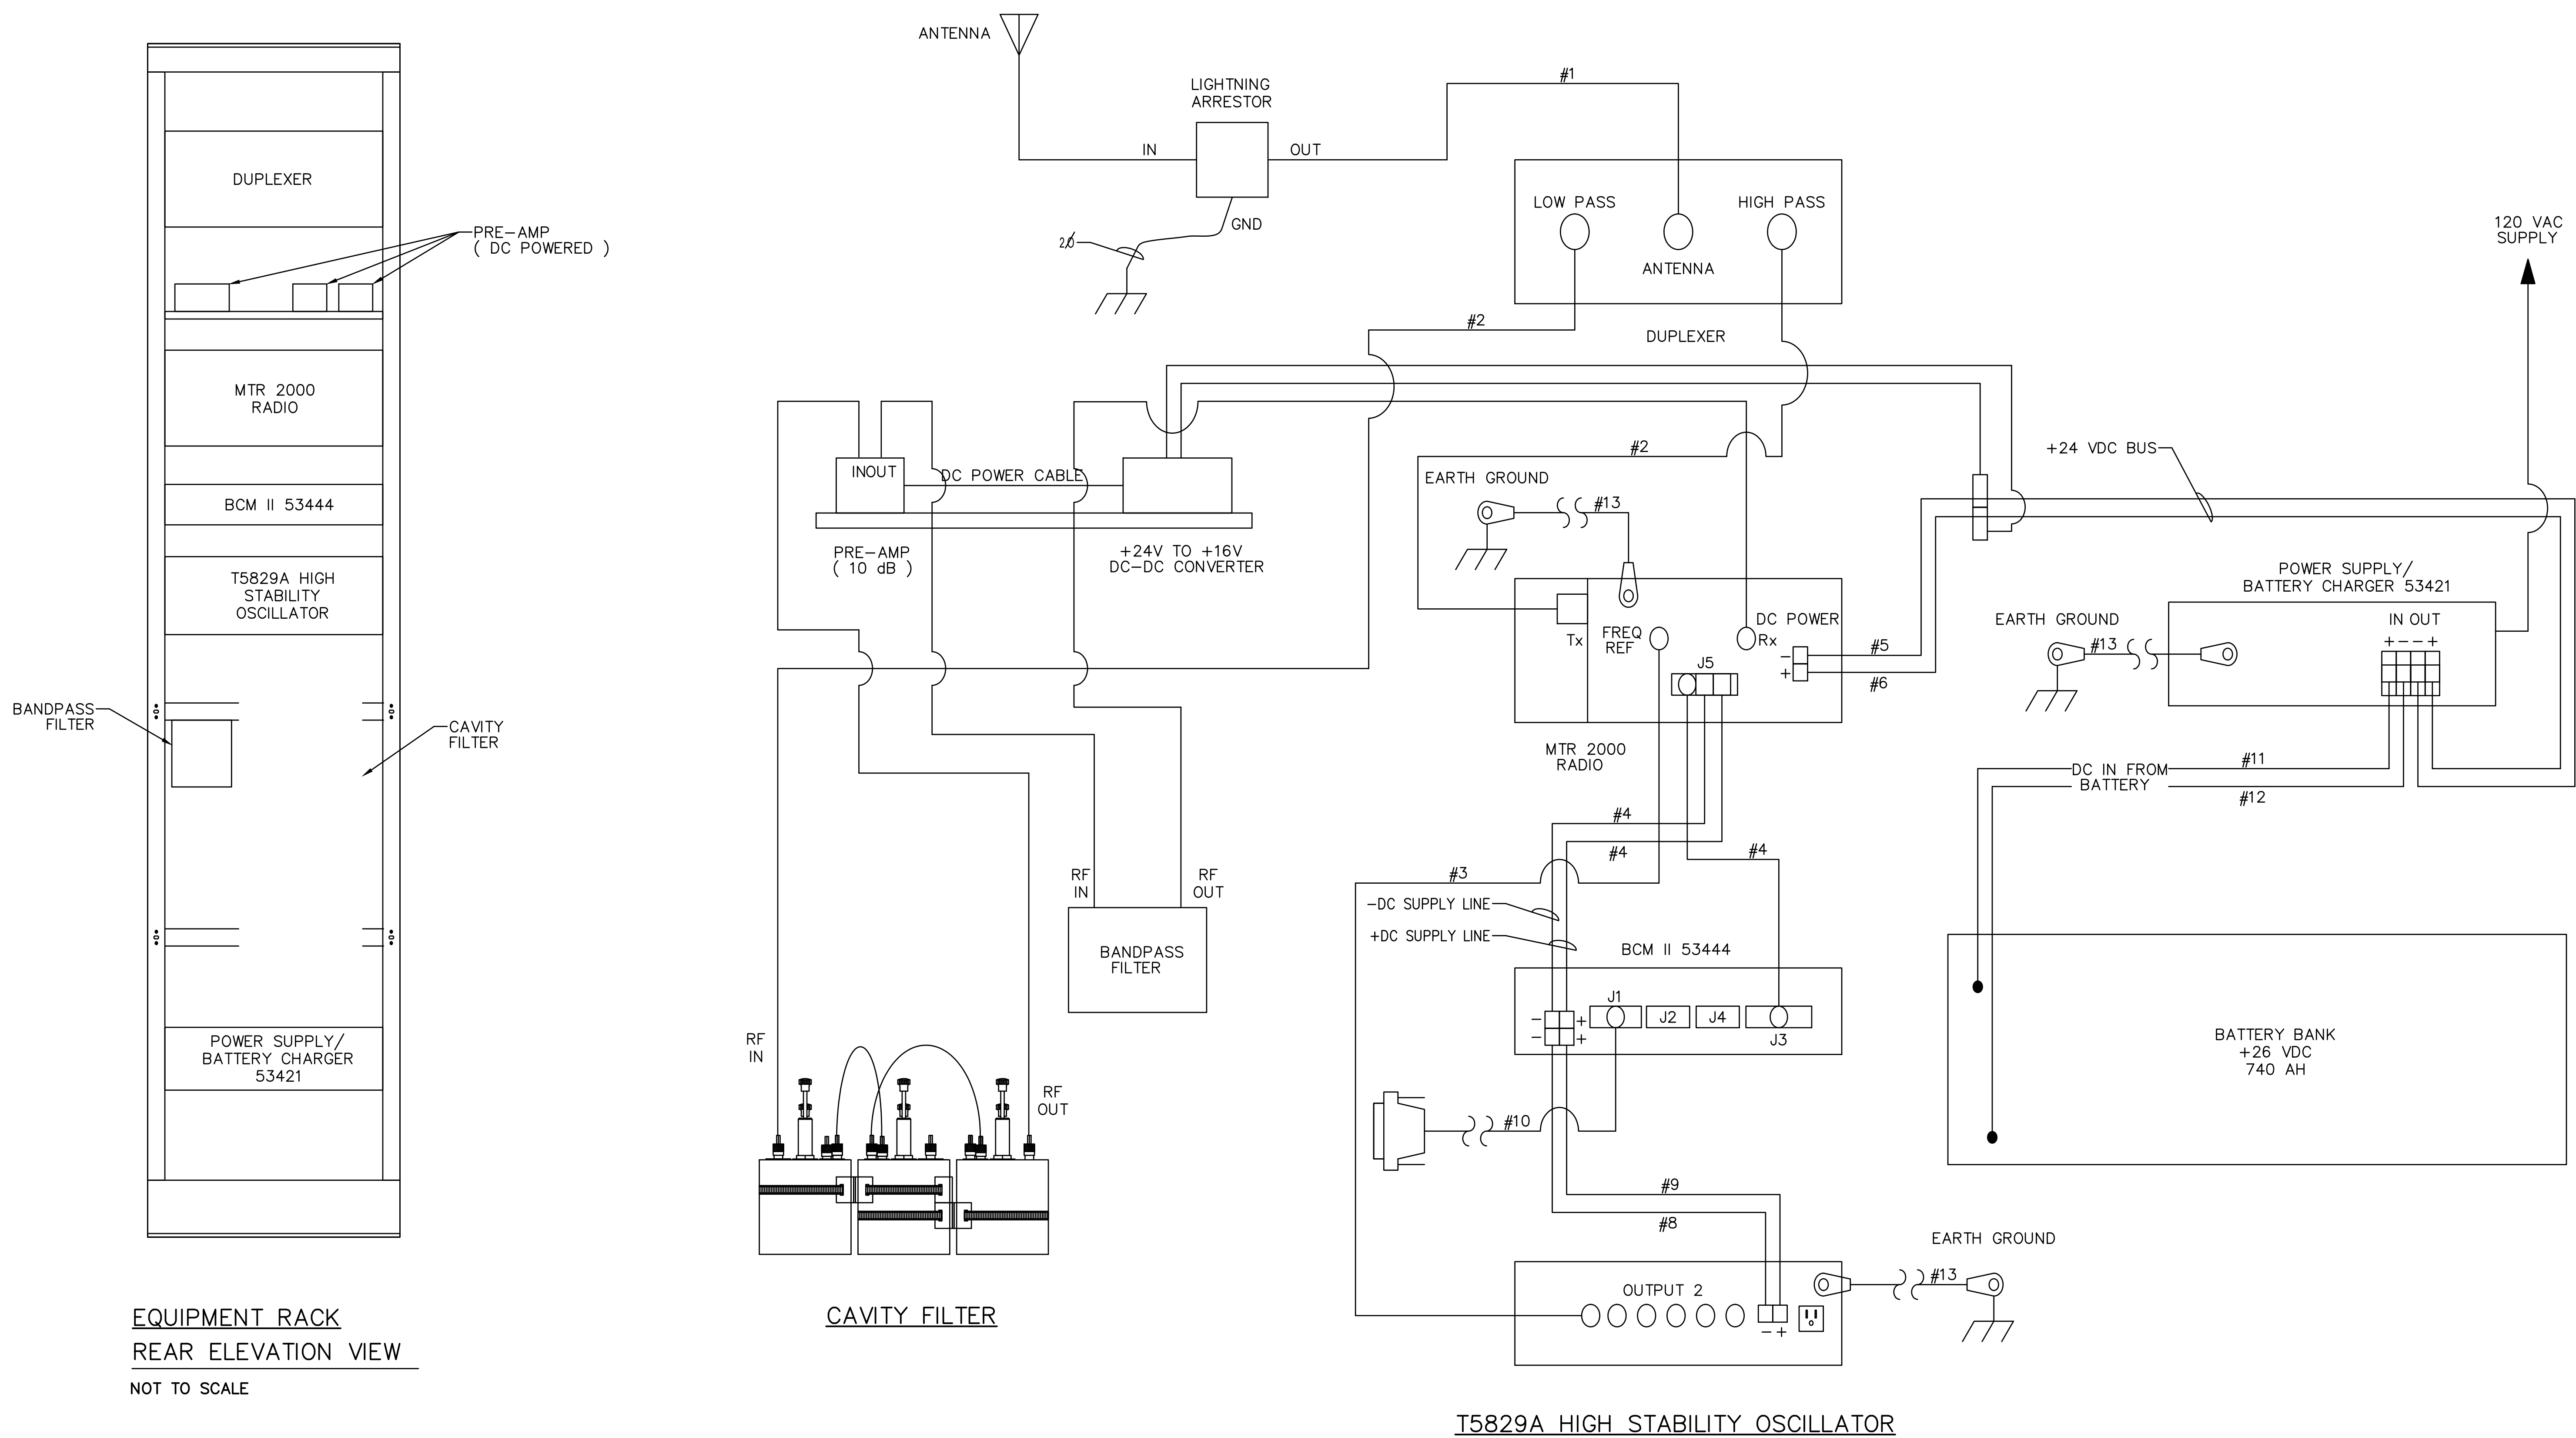 DUPLEXER
PRE-AMP
( DC POWERED )
MTR 2000
RADIO
BCM II 53444
T5829A HIGH
STABILITY
OSCILLATOR
BANDPASS
FILTER
CAVITY
FILTER
POWER SUPPLY/
BATTERY CHARGER
53421
EQUIPMENT RACK
REAR ELEVATION VIEW
NOT TO SCALE
ANTENNA
LIGHTNING
ARRESTOR
IN
OUT
GND
20
#1
LOW PASS
HIGH PASS
ANTENNA
DUPLEXER
#2
#2
INOUT
DC POWER CABLE
PRE-AMP
( 10 dB )
+24V TO +16V
DC-DC CONVERTER
EARTH GROUND
#13
Tx
FREQ
REF
DC POWER
Rx
J5
-
+
#5
#6
MTR 2000
RADIO
+24 VDC BUS
120 VAC
SUPPLY
POWER SUPPLY/
BATTERY CHARGER 53421
EARTH GROUND
#13
IN OUT
+--+
DC IN FROM
BATTERY
#11
#12
BATTERY BANK
+26 VDC
740 AH
#4
#4
#4
#3
-DC SUPPLY LINE
+DC SUPPLY LINE
BCM II 53444
- +
- +
J1
J2
J4
J3
#10
#9
#8
RF
IN
RF
OUT
BANDPASS
FILTER
RF
IN
RF
OUT
CAVITY FILTER
OUTPUT 2
- +
EARTH GROUND
#13
T5829A HIGH STABILITY OSCILLATOR